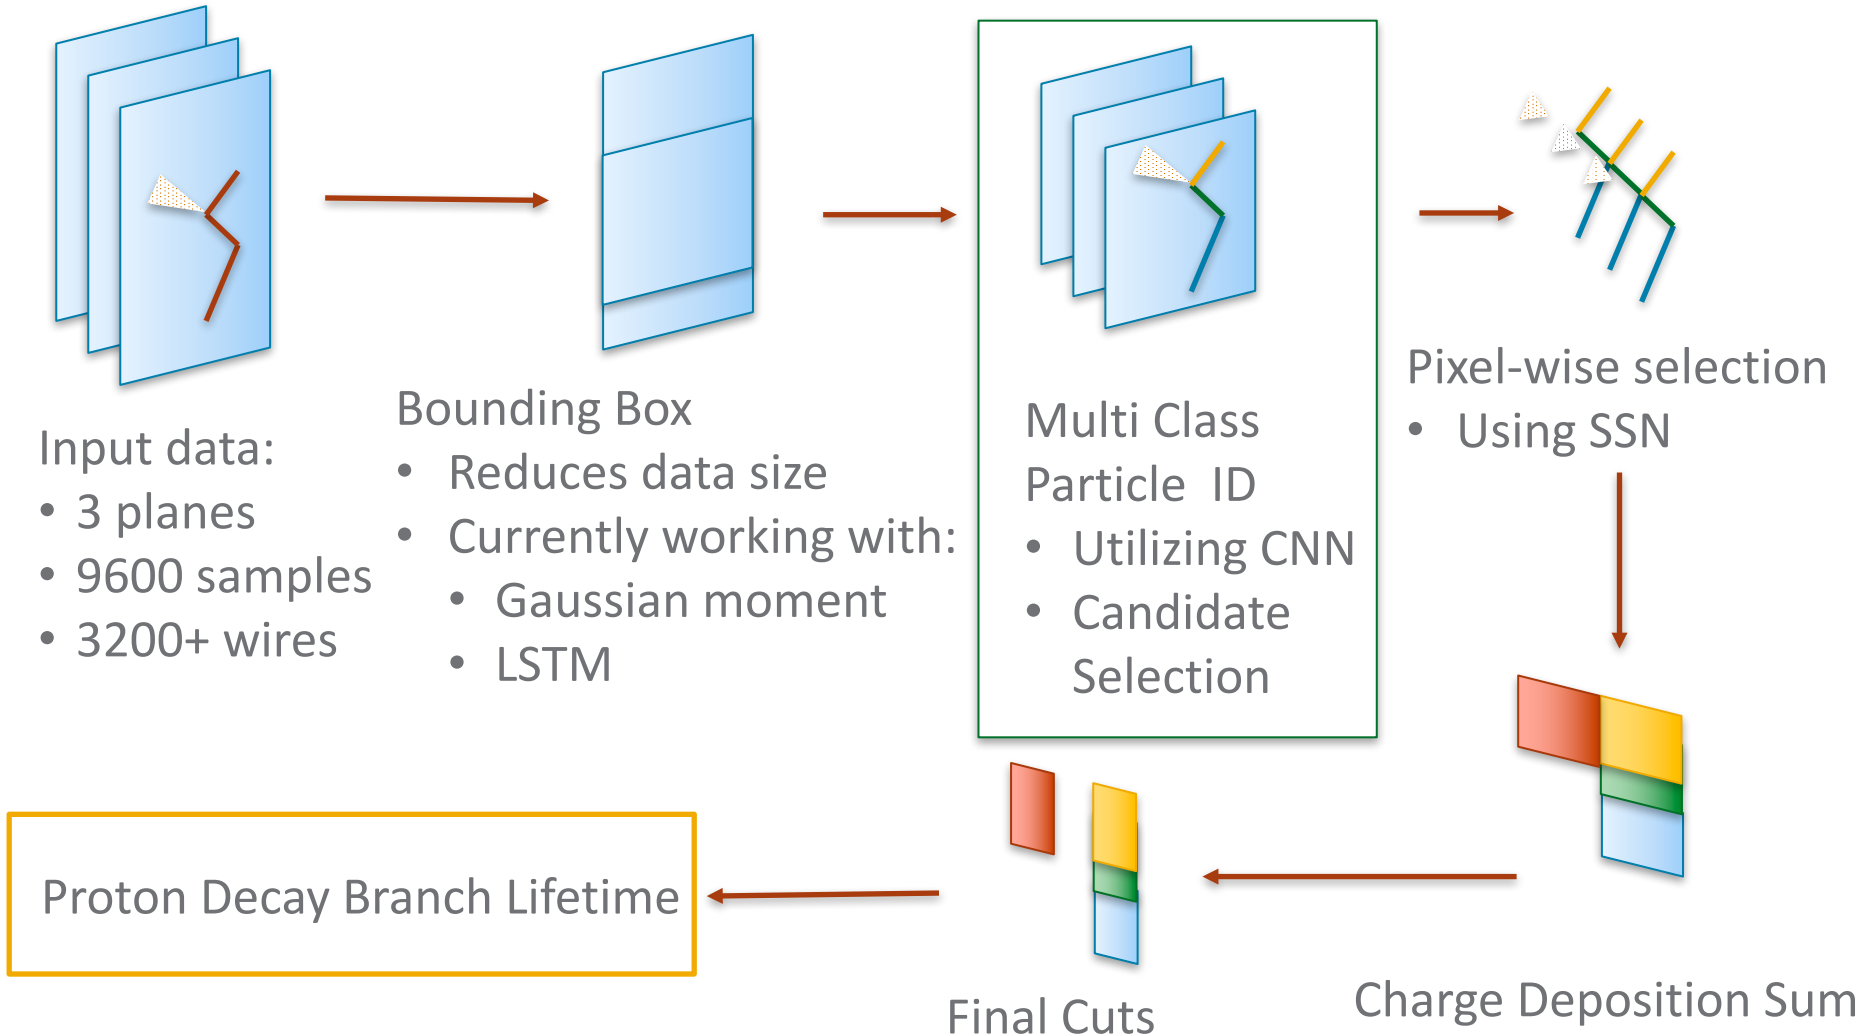 Input data:
• 3 planes
• 9600 samples
• 3200+ wires
Bounding Box
• Reduces data size
• Currently working with:
• Gaussian moment
• LSTM
Multi Class
Particle ID
• Utilizing CNN
• Candidate
Selection
Pixel-wise selection
• Using SSN
Charge Deposition Sum
Final Cuts
Proton Decay Branch Lifetime